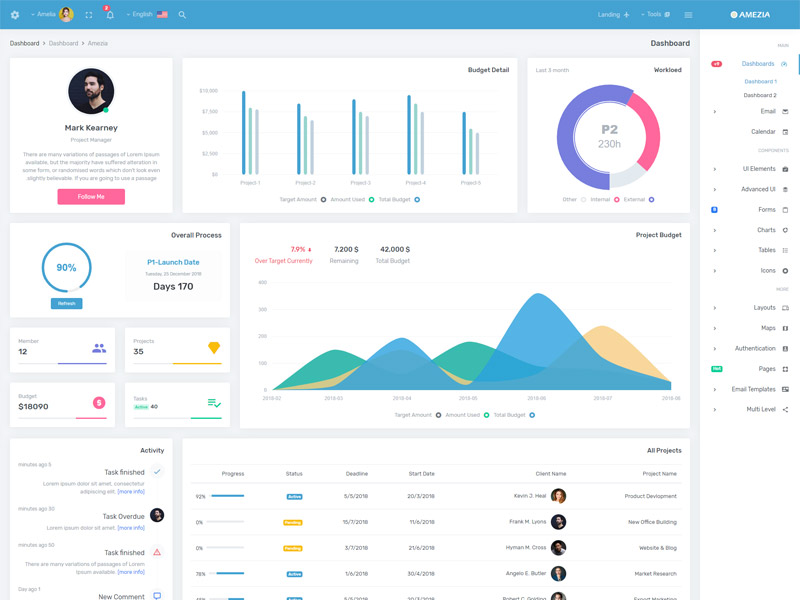 Amelia
3
English
Landing
Tools
AMEZIA
Dashboard > Dashboard > Amezia
Dashboard
Mark Kearney
Project Manager
There are many variations of passages of Lorem Ipsum
available, but the majority have suffered alteration in
some form, or randomised words which don't look even
slightly believable. If you are going to use a passage
Follow Me
Budget Detail
$10,000
$7,500
$5,000
$2,500
$0
Project-1 Project-2 Project-3 Project-4 Project-5
Target Amount Amount Used Total Budget
Last 3 month
Workload
P2
230h
Other Internal External
Overall Process
90%
Refresh
P1-Launch Date
Tuesday, 25 December 2018
Days 170
Project Budget
7.9%
Over Target Currently
7.200 $
Remaining
42,000 $
Total Budget
400
300
200
100
0
2018-02 2018-03 2018-04 2018-05 2018-06 2018-07 2018-08
Target Amount Amount Used Total Budget
Member
12
Projects
35
Budget
$18090
Tasks
Active 40
Activity
minutes ago 5
Task finished
Lorem ipsum dolor sit amet, consectetur
adipiscing elit. [more info]
minutes ago 30
Task Overdue
Lorem ipsum dolor sit amet. [more info]
minutes ago 50
Task finished
There are many variations of passages of Lorem
Ipsum available. [more info]
Day ago 1
New Comment
All Projects
Progress Status Deadline Start Date Client Name Project Name
92% Active 5/5/2018 20/3/2018 Kevin J. Heal Product Devlopment
0% Pending 15/7/2018 11/6/2018 Frank M. Lyons New Office Building
0% Pending 3/7/2018 21/6/2018 Hyman M. Cross Website & Blog
78% Active 1/6/2018 30/4/2018 Angelo E. Butler Market Research
MAIN
Dashboards
Dashboard 1
Dashboard 2
Email
Calendar
COMPONENTS
UI Elements
Advanced UI
Forms
Charts
Tables
Icons
MORE
Layouts
Maps
Authentication
Hot
Pages
Email Templates
Multi Level